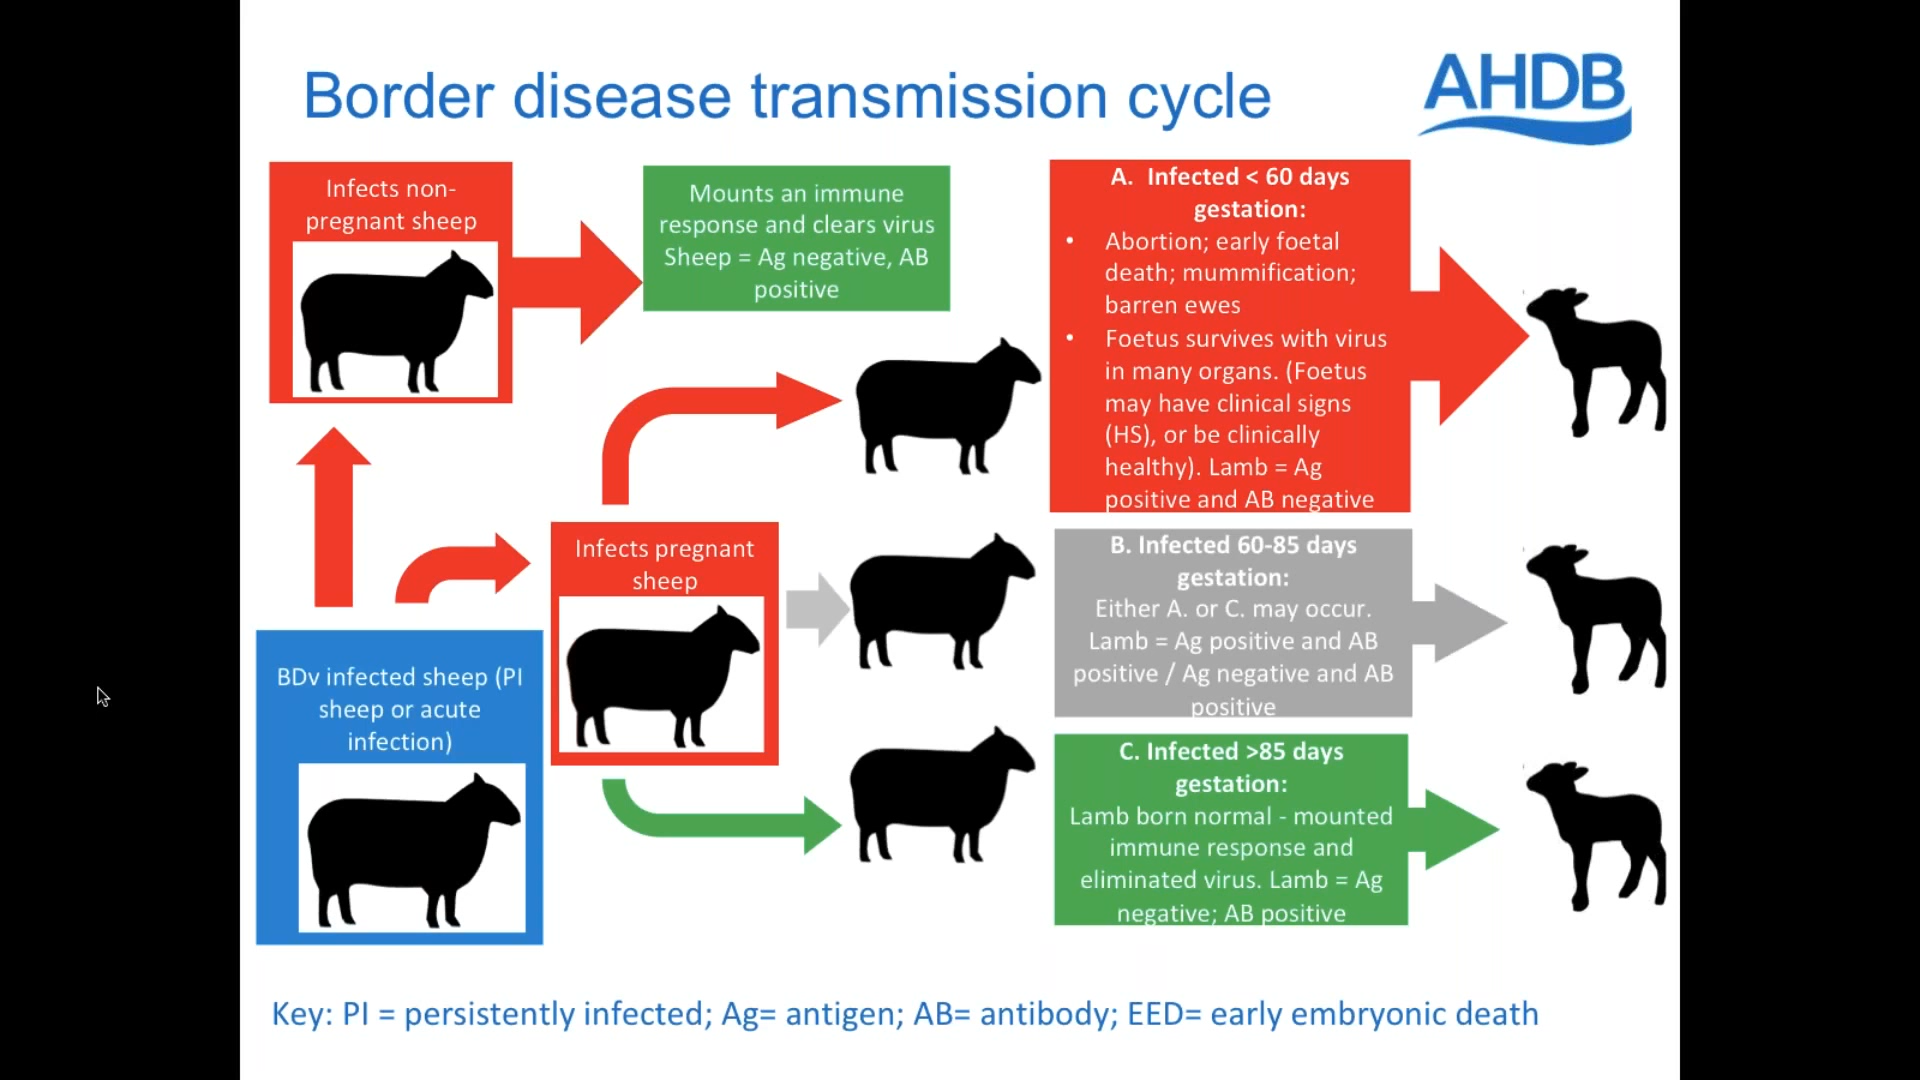 Border disease transmission cycle
AHDB
Infects non-
pregnant sheep
Mounts an immune
response and clears virus
Sheep = Ag negative, AB
positive
A. Infected < 60 days
gestation:
• Abortion; early foetal
death; mummification;
barren ewes
• Foetus survives with virus
in many organs. (Foetus
may have clinical signs
(HS), or be clinically
healthy). Lamb = Ag
positive and AB negative
Infects pregnant
sheep
B. Infected 60-85 days
gestation:
Either A. or C. may occur.
Lamb = Ag positive and AB
positive / Ag negative and AB
positive
BDv infected sheep (PI
sheep or acute
infection)
C. Infected >85 days
gestation:
Lamb born normal - mounted
immune response and
eliminated virus. Lamb = Ag
negative; AB positive
Key: PI = persistently infected; Ag= antigen; AB= antibody; EED= early embryonic death